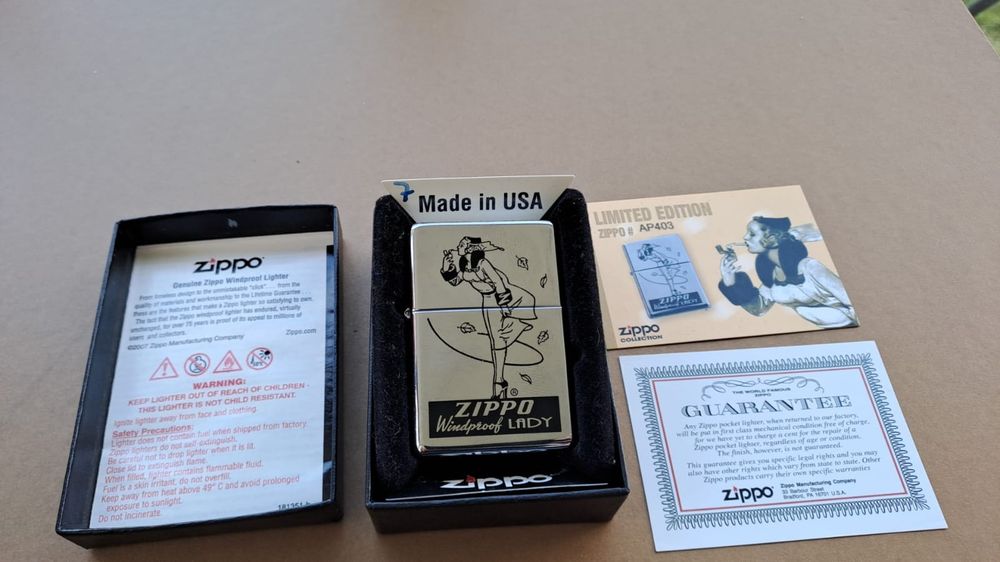 zippo
Genuine Zippo Windproof Lighter
From timeless design to the unmistakable "click". . . from the
quality of materials and workmanship to the Lifetime Guarantee . . .
these are the features that make a Zippo lighter so satisfying to own.
The fact that the Zippo windproof lighter has endured, virtually
unchanged, for over 75 years is proof of its appeal to millions of
users and collectors.
Zippo.com
©2007 Zippo Manufacturing Company
WARNING:
KEEP LIGHTER OUT OF REACH OF CHILDREN -
THIS LIGHTER IS NOT CHILD RESISTANT.
Ignite lighter away from face and clothing.
Safety Precautions:
Lighter does not contain fuel when shipped from factory.
Zippo lighters do not self-extinguish.
Be careful not to drop lighter when it is lit.
Close lid to extinguish flame.
When filled, lighter contains flammable fluid.
Fuel is a skin irritant, do not overfill.
Keep away from heat above 49° C and avoid prolonged
exposure to sunlight.
Do not incinerate.
7
Made in USA
®
ZIPPO
Windproof LADY
zippo
LIMITED EDITION
ZIPPO # AP403
ZIPPO
Windproof LADY
zippo
COLLECTION
THE WORLD FAMOUS
ZIPPO
GUARANTEE
Any Zippo pocket lighter, when returned to our factory,
will be put in first class mechanical condition free of charge,
for we have yet to charge a cent for the repair of a
Zippo pocket lighter, regardless of age or condition.
The finish, however, is not guaranteed.
This guarantee gives you specific legal rights and you may
also have other rights which vary from state to state. Other
Zippo products carry their own specific warranties
zippo
Zippo Manufacturing Company
33 Barbour Street
Bradford, PA 16701 U.S.A.